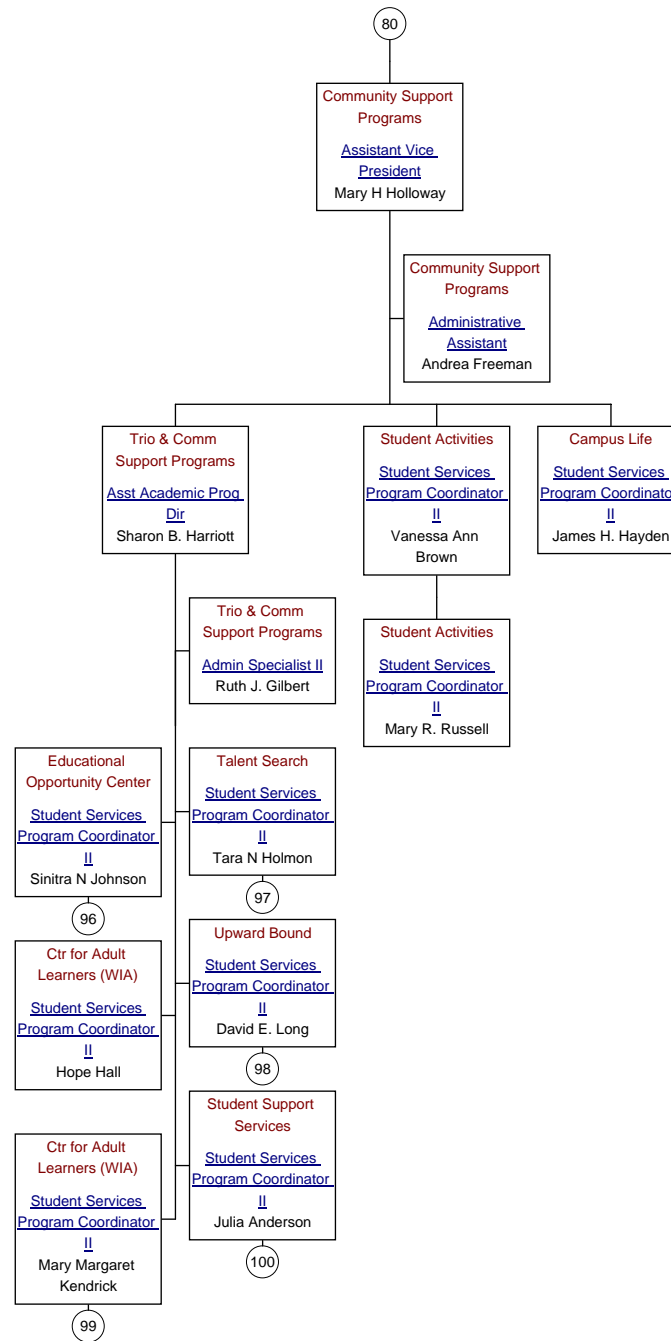 80
Community Support
Programs
Assistant Vice
President
Mary H Holloway
Community Support
Programs
Administrative
Assistant
Andrea Freeman
Trio & Comm
Support Programs
Asst Academic Prog
Dir
Sharon B. Harriott
Student Activities
Student Services
Program Coordinator
II
Vanessa Ann
Brown
Campus Life
Student Services
Program Coordinato
II
James H. Hayden
Trio & Comm
Support Programs
Admin Specialist II
Ruth J. Gilbert
Student Activities
Student Services
Program Coordinator
II
Mary R. Russell
Educational
Opportunity Center
Student Services
Program Coordinator
II
Sinitra N Johnson
96
Talent Search
Student Services
Program Coordinator
II
Tara N Holmon
97
Ctr for Adult
Learners (WIA)
Student Services
Program Coordinator
II
Hope Hall
Upward Bound
Student Services
Program Coordinator
II
David E. Long
98
Ctr for Adult
Learners (WIA)
Student Services
Program Coordinator
II
Mary Margaret
Kendrick
99
Student Support
Services
Student Services
Program Coordinator
II
Julia Anderson
100